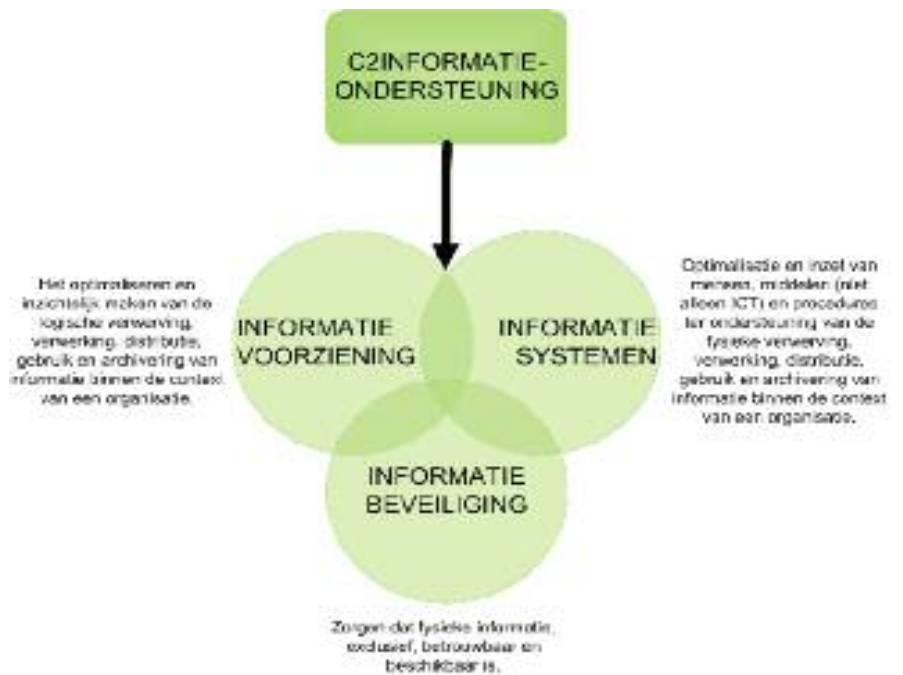 C2INFORMATIE-
ONDERSTEUNING
Het optimaliseren en
inzichtelijk maken van de
logische verwerving,
verwerking, distributie,
gebruik en archivering van
informatie binnen de context
van een organisatie.
INFORMATIE
VOORZIENING
INFORMATIE
SYSTEMEN
Optimalisatie en inzet van
mensen, middelen (niet
alleen ICT) en procedures
ter ondersteuning van de
fysieke verwerving,
verwerking, distributie,
gebruik en archivering van
informatie binnen de context
van een organisatie.
INFORMATIE
BEVEILIGING
Zorgen dat fysieke informatie,
exclusief, betrouwbaar en
beschikbaar is.